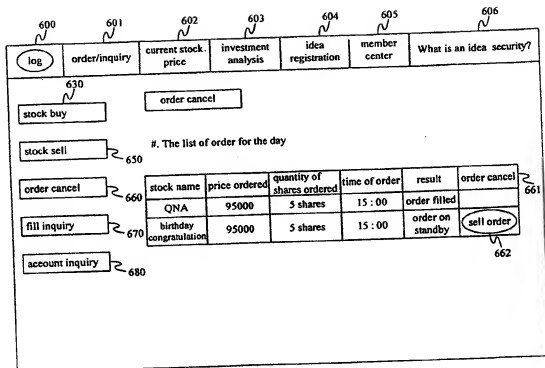 600 601 602 603 604 605 606
log order/inquiry current stock. price investment analysis idea registration member center What is an idea security?
630
order cancel
stock buy
stock sell 650
#. The list of order for the day
order cancel 660
stock name price ordered quantity of shares ordered time of order result order cancel 661
QNA 95000 5 shares 15 : 00 order filled
birthday congratulation 95000 5 shares 15 : 00 order on standby sell order
fill inquiry 670
662
account inquiry 680